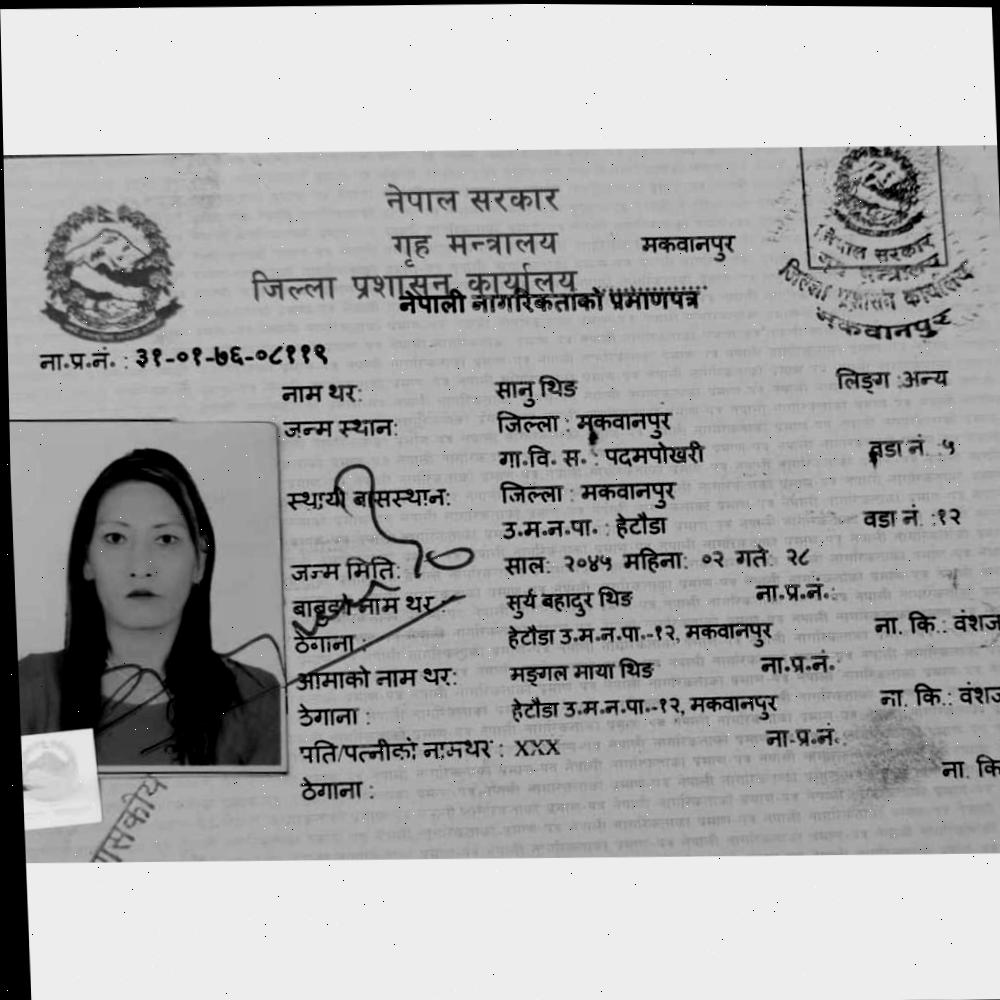 नेपाल सरकार
गृह मन्त्रालय
जिल्ला प्रशासन कार्यालय, मकवानपुर
नेपाली नागरिकताको प्रमाणपत्र
नेपाल सरकार
गृह मन्त्रालय
जिल्ला प्रशासन कार्यालय
मकवानपुर
ना.प्र.नं. : ३१-०१-७६-०८११९
नाम थर: सानु थिङ लिङ्ग :अन्य
जन्म स्थान: जिल्ला : मकवानपुर
गा.वि. स. : पदमपोखरी वडा नं. :५
स्थायी बासस्थान: जिल्ला : मकवानपुर
उ.म.न.पा. : हेटौडा वडा नं. :१२
जन्म मिति: साल: २०४५ महिना: ०२ गते: २८
बाबुको नाम थर : सुर्य बहादुर थिङ ना.प्र.नं.:
ठेगाना : हेटौडा उ.म.न.पा.-१२, मकवानपुर ना. कि.: वंशज
आमाको नाम थर: मङ्गल माया थिङ ना.प्र.नं.
ठेगाना : हेटौडा उ.म.न.पा.-१२, मकवानपुर ना. कि.: वंशज
पति/पत्नीको नामथर : XXX ना.प्र.नं.
ठेगाना : ना. कि